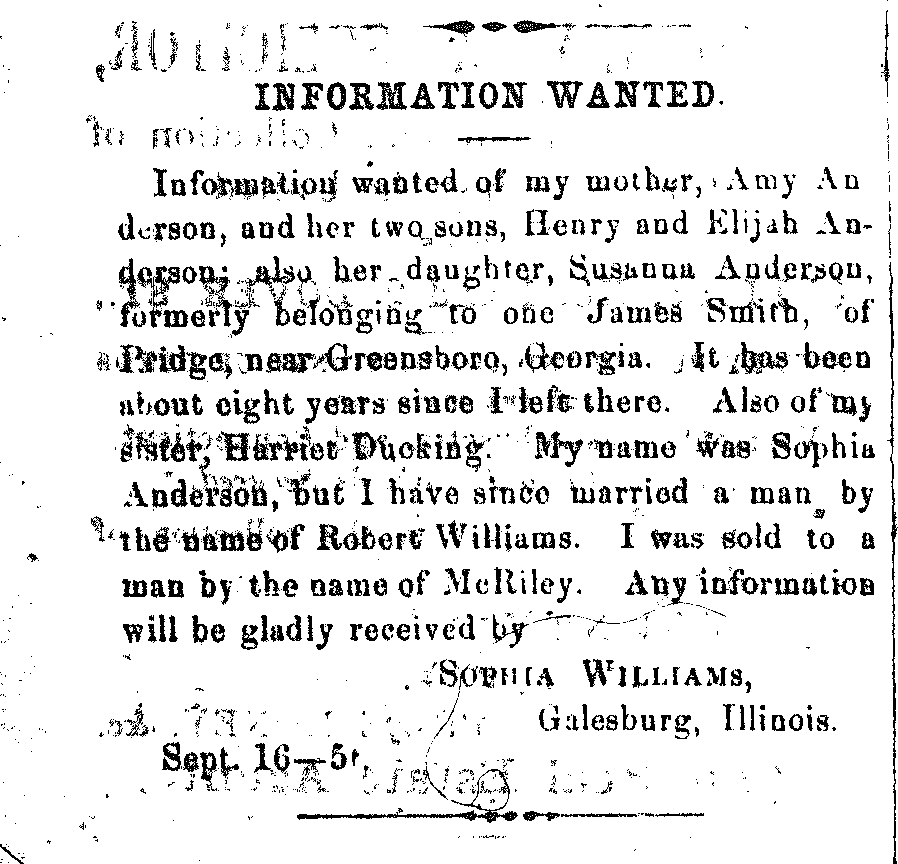 INFORMATION WANTED.
Information wanted of my mother, Amy An
derson, and her two sons, Henry and Elijah An-
derson; also her daughter, Susanna Anderson,
formerly belonging to one James Smith, of
Pridge, near Greensboro, Georgia. It has been
about eight years since I left there. Also of my
sister, Harriet Ducking. My name was Sophia
Anderson, but I have since married a man by
the name of Robert Williams. I was sold to a
man by the name of McRiley. Any information
will be gladly received by
SOPHIA WILLIAMS,
Galesburg, Illinois.
Sept. 16—5t.